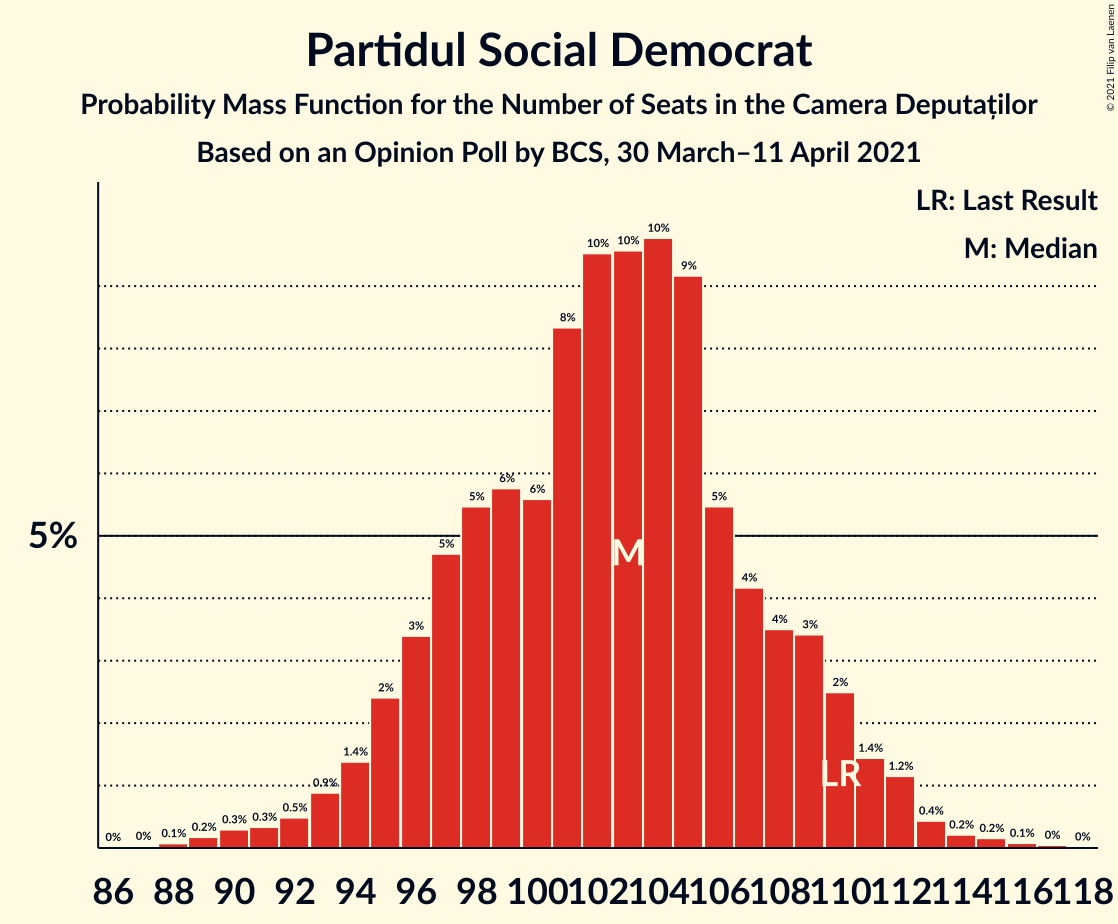 Partidul Social Democrat
Probability Mass Function for the Number of Seats in the Camera Deputaților
Based on an Opinion Poll by BCS, 30 March–11 April 2021
© 2021 Filip van Laenen
LR: Last Result
M: Median
5%
0% 0% 0.1% 0.2% 0.3% 0.3% 0.5% 0.9% 1.4% 2% 3% 5% 5% 6% 6% 8% 10% 10% 10% 9% 5% 4% 4% 3% 2% 1.4% 1.2% 0.4% 0.2% 0.2% 0.1% 0% 0%
M
LR
86 88 90 92 94 96 98 100 102 104 106 108 110 112 114 116 118